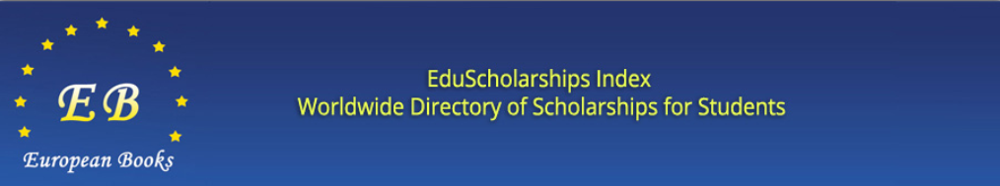 EB
European Books
EduScholarships Index
Worldwide Directory of Scholarships for Students